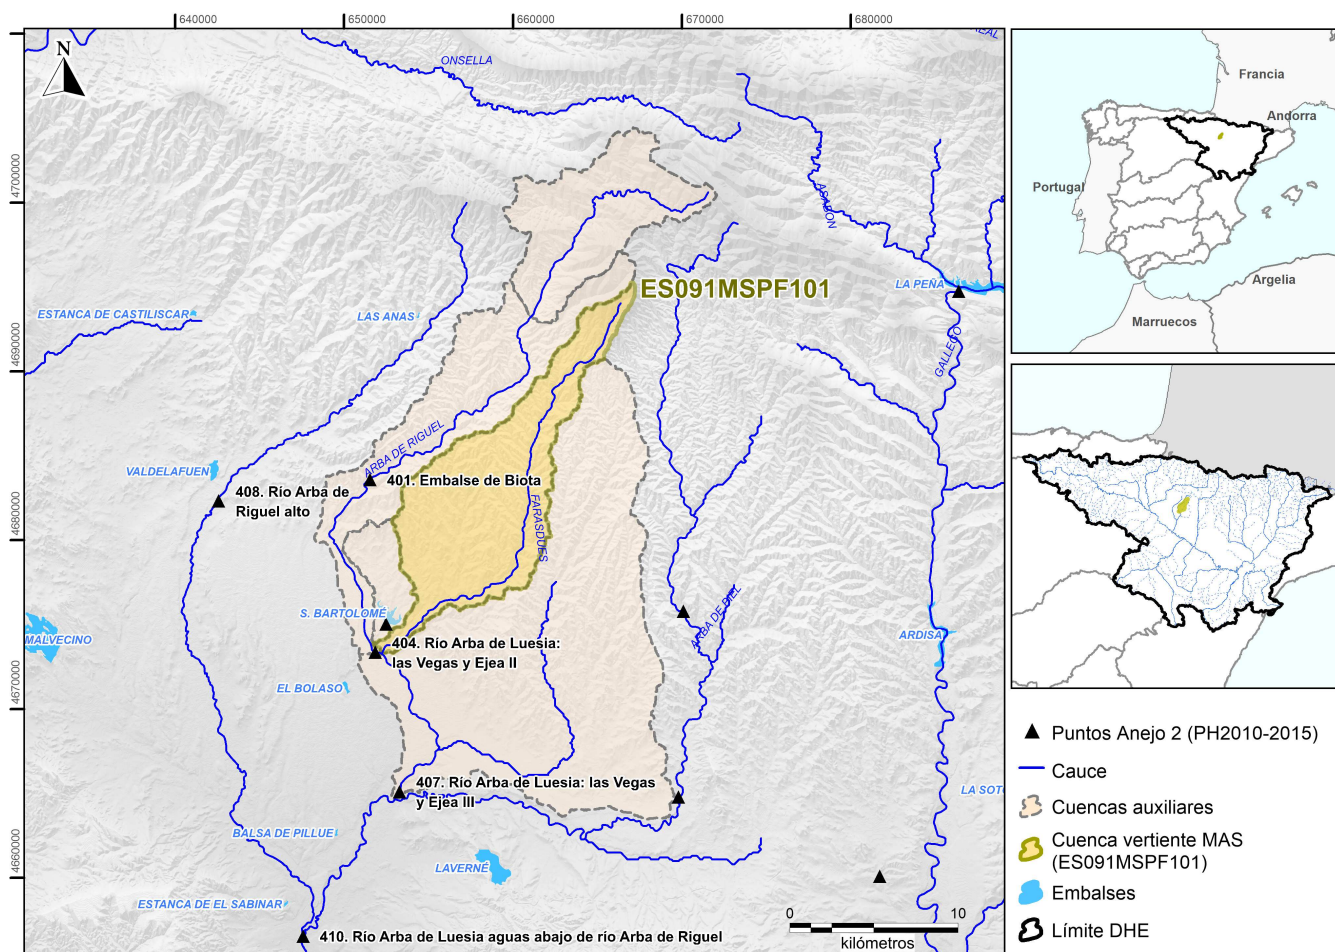 640000
650000
660000
670000
680000
N
ONSELLA
4700000
ASABON
ES091MSPF101
LA PEÑA
ESTANCA DE CASTILISCAR
LAS ANAS
4690000
GALLEGO
ARBA DE RIGUEL
VALDELAFUEN
401. Embalse de Biota
408. Río Arba de
Riguel alto
FARASDUES
4680000
S. BARTOLOMÉ
ARBA DE BIEL
MALVECINO
ARDISA
404. Río Arba de Luesia:
las Vegas y Ejea II
EL BOLASO
4670000
407. Río Arba de Luesia: las Vegas
y Ejea III
LA SOT
BALSA DE PILLUE
LAVERNÉ
4660000
ESTANCA DE EL SABINAR
410. Río Arba de Luesia aguas abajo de río Arba de Riguel
0 10
kilómetros
Francia
Andorra
Portugal
Argelia
Marruecos
Puntos Anejo 2 (PH2010-2015)
Cauce
Cuencas auxiliares
Cuenca vertiente MAS
(ES091MSPF101)
Embalses
Límite DHE